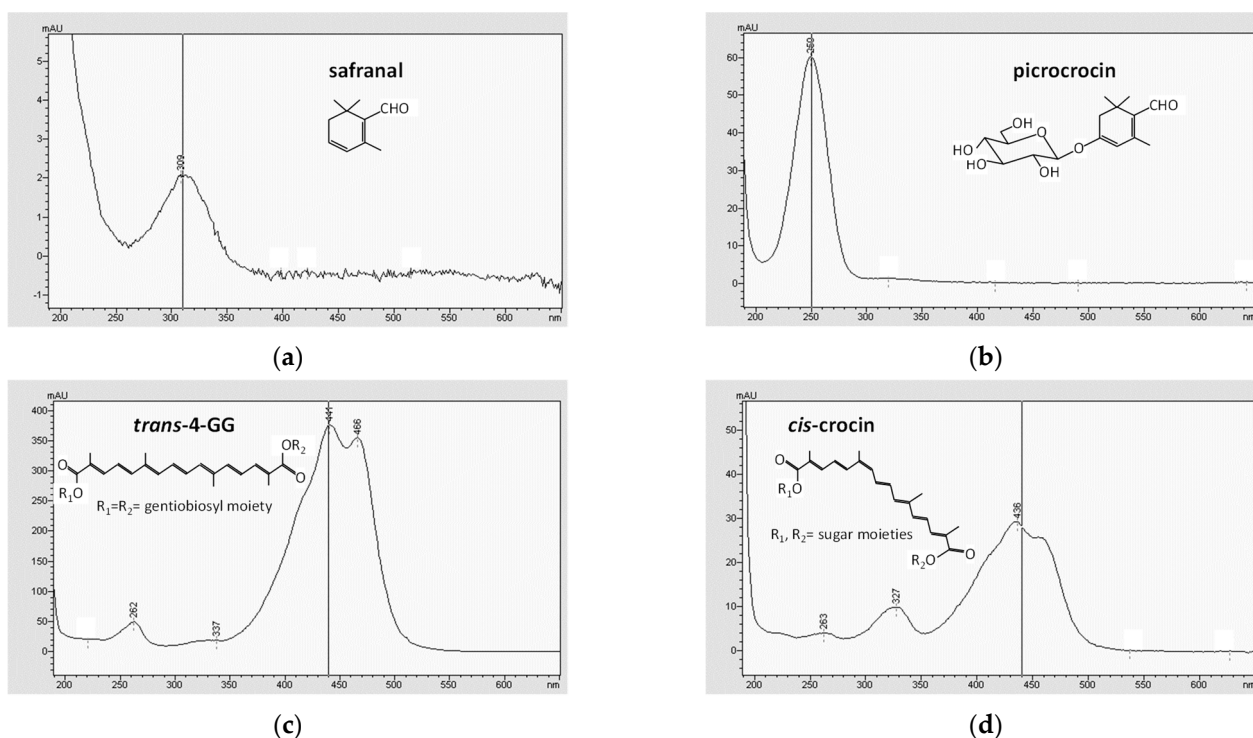 mAU
5
4
3
2
1
0
-1
200 250 300 350 400 450 500 550 600 nm
309
safranal
CHO
(a)
mAU
60
50
40
30
20
10
0
200 250 300 350 400 450 500 550 600 nm
picrocrocin
OH
O
HO
HO
OH
O
CHO
(b)
mAU
400
350
300
250
200
150
100
50
0
200 250 300 350 400 450 500 550 600 nm
262
337
441
466
trans-4-GG
O
R1O
OR2
O
R1=R2= gentiobiosyl moiety
(c)
mAU
50
40
30
20
10
0
200 250 300 350 400 450 500 550 600 nm
263
327
436
cis-crocin
O
R1O
R1, R2= sugar moieties
R2O
O
(d)